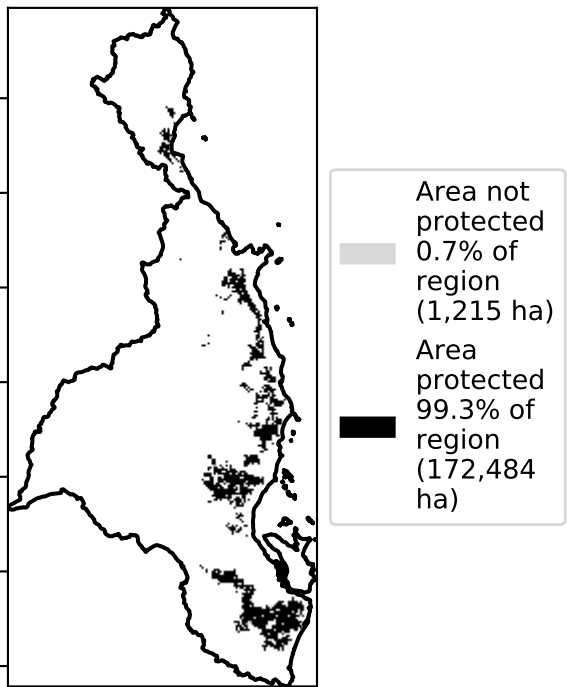 Area not
protected
0.7% of
region
(1,215 ha)
Area
protected
99.3% of
region
(172,484
ha)